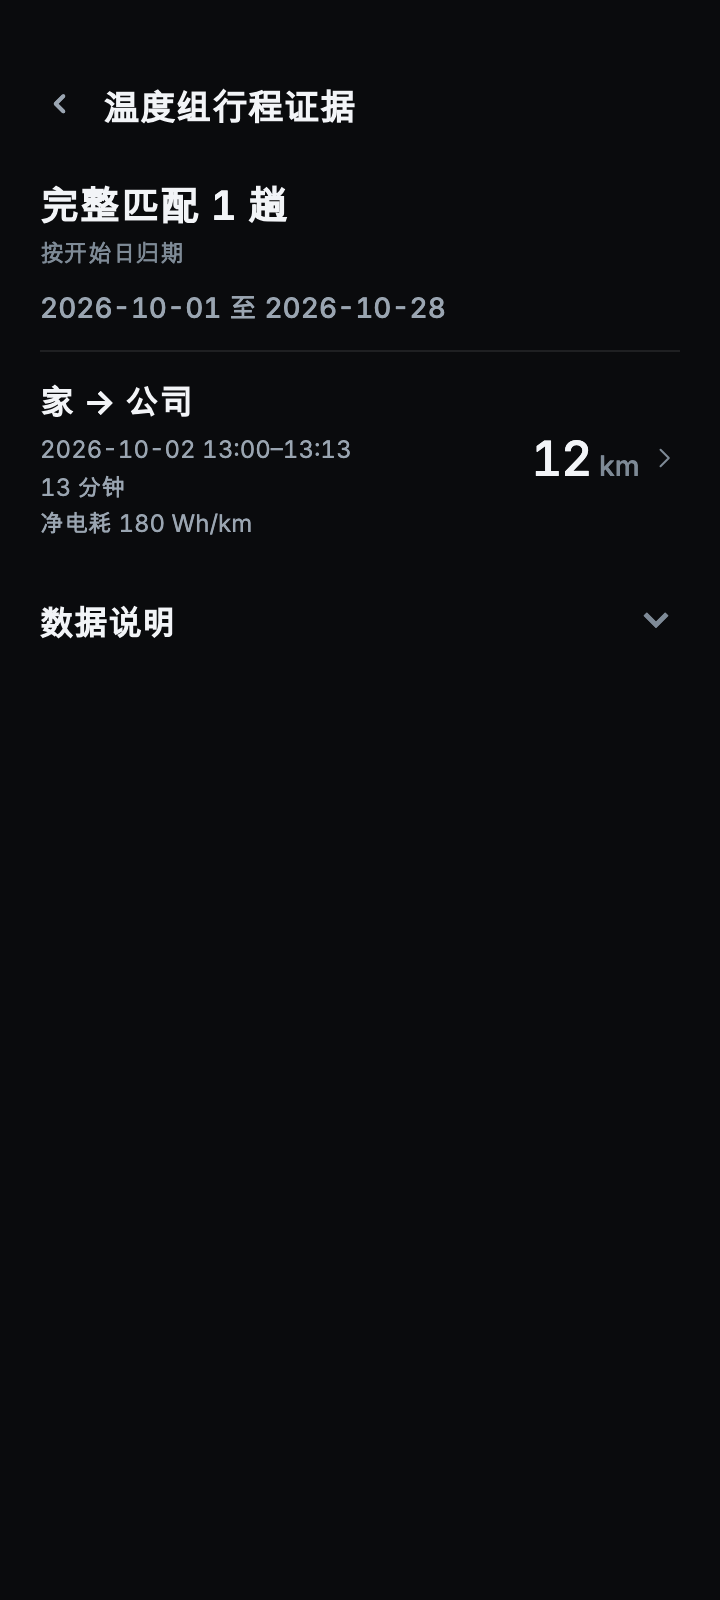 温度组行程证据
完整匹配 1 趟
按开始日归期
2026-10-01 至 2026-10-28
家 → 公司
2026-10-02 13:00–13:13
12 km
13 分钟
净电耗 180 Wh/km
数据说明